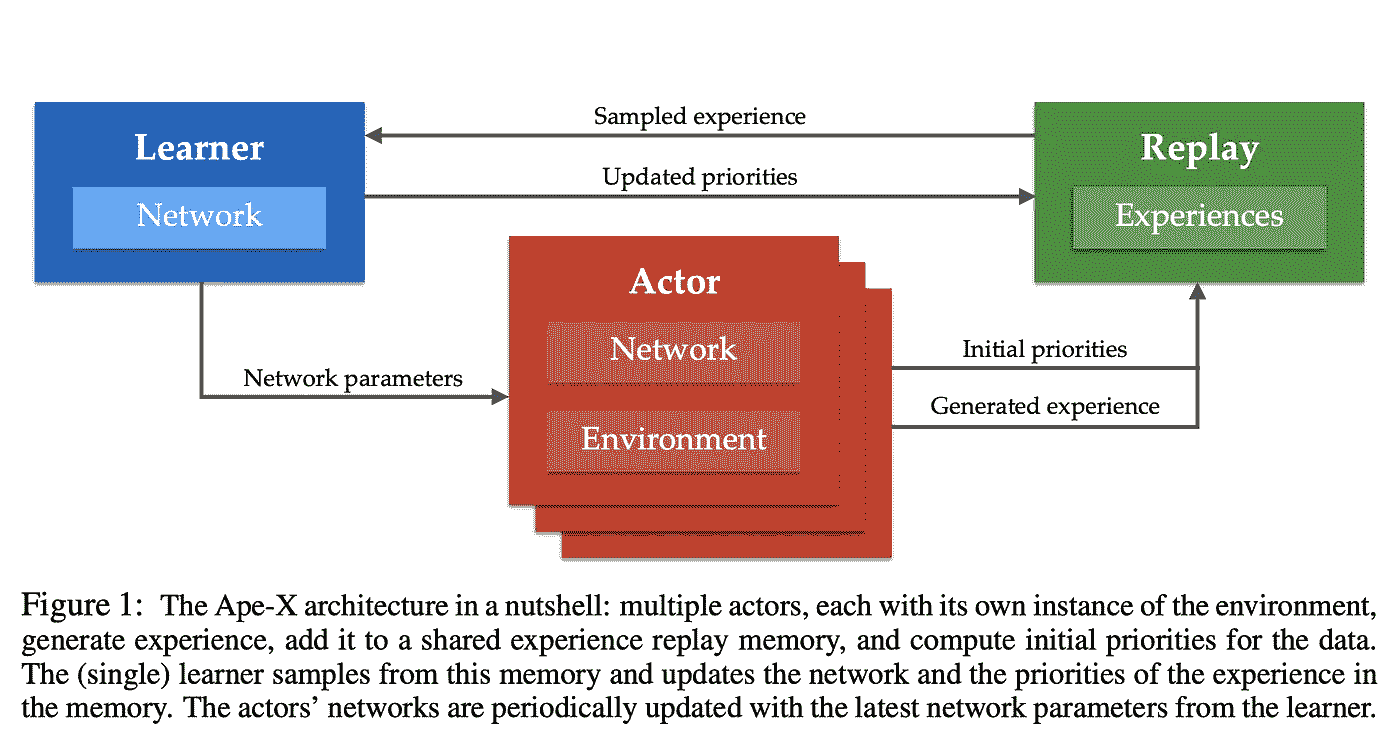 Learner
Network
Sampled experience
Updated priorities
Replay
Experiences
Actor
Network
Environment
Network parameters
Initial priorities
Generated experience
Figure 1: The Ape-X architecture in a nutshell: multiple actors, each with its own instance of the environment,
generate experience, add it to a shared experience replay memory, and compute initial priorities for the data.
The (single) learner samples from this memory and updates the network and the priorities of the experience in
the memory. The actors’ networks are periodically updated with the latest network parameters from the learner.